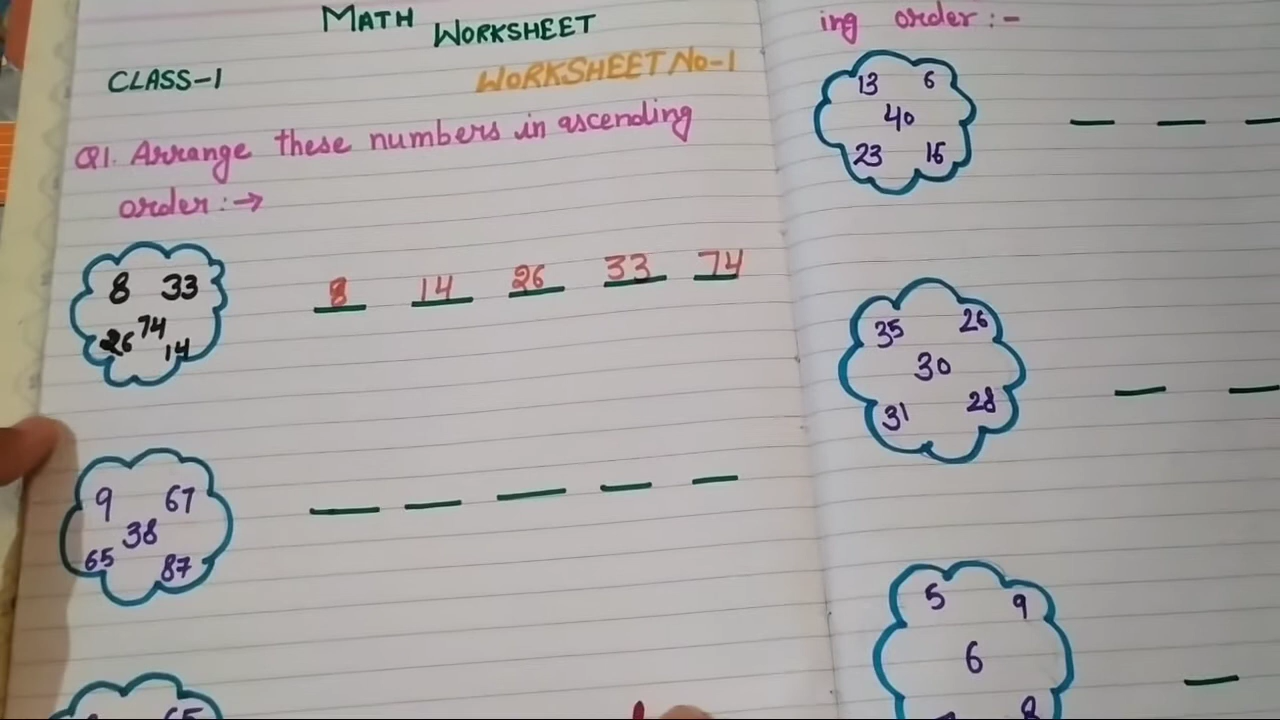 MATH WORKSHEET
CLASS-1
WORKSHEET No-1
Q1. Arrange these numbers in ascending
order :→
8 33
74
26 14
8 14 26 33 74
9 67
38
65 87
65
ing order :-
13 6
40
23 16
35 26
30
31 28
5 9
6
8